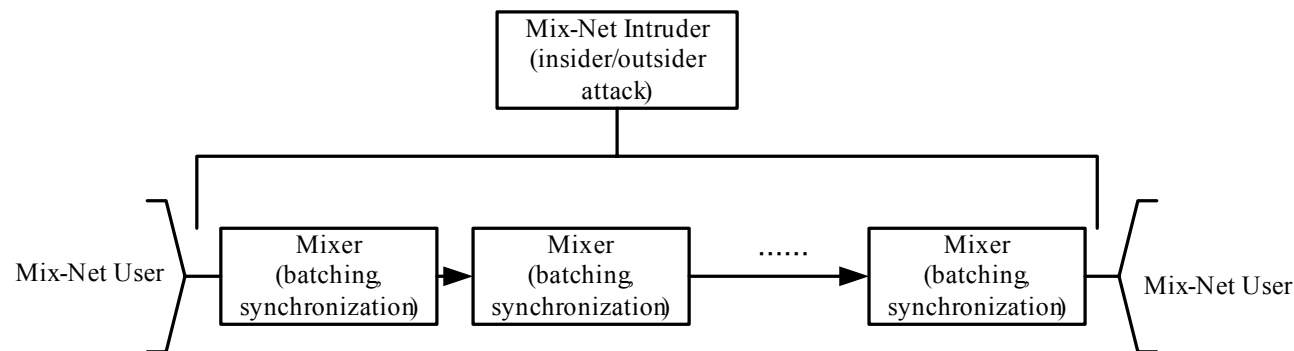 Mix-Net Intruder
(insider/outsider
attack)
Mix-Net User
Mixer
(batching,
synchronization)
Mixer
(batching,
synchronization)
......
Mixer
(batching,
synchronization)
Mix-Net User